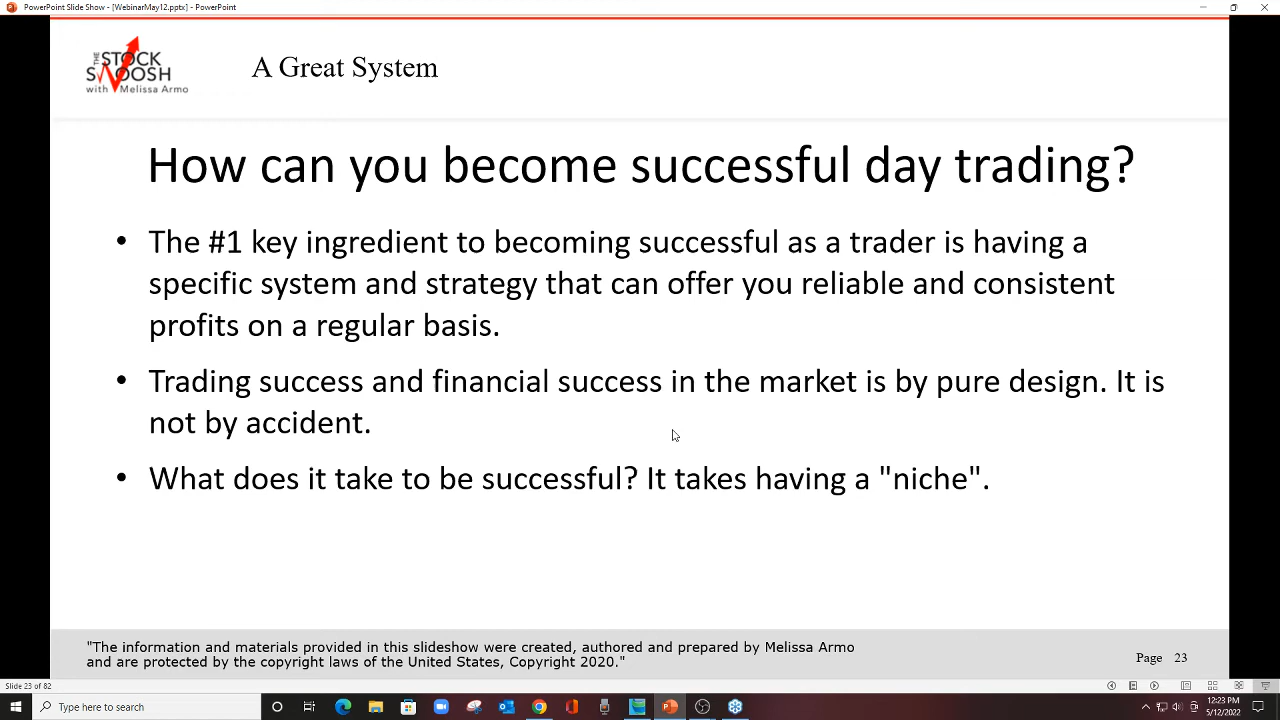 PowerPoint Slide Show - [WebinarMay12.pptx] - PowerPoint
THE
STOCK
SWOOSH
with Melissa Armo
A Great System
How can you become successful day trading?
• The #1 key ingredient to becoming successful as a trader is having a
specific system and strategy that can offer you reliable and consistent
profits on a regular basis.
• Trading success and financial success in the market is by pure design. It is
not by accident.
• What does it take to be successful? It takes having a "niche".
"The information and materials provided in this slideshow were created, authored and prepared by Melissa Armo
and are protected by the copyright laws of the United States, Copyright 2020."
Page 23
Slide 23 of 82
Type here to search
12:23 PM
5/12/2022